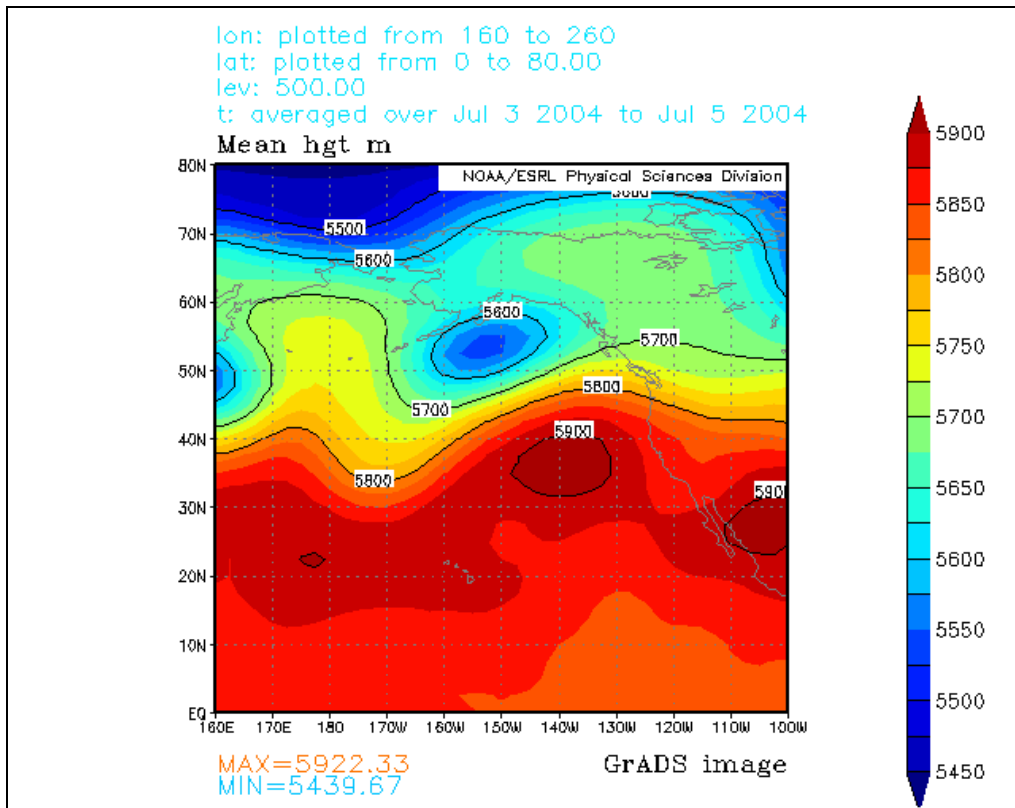 lon: plotted from 160 to 260
lat: plotted from 0 to 80.00
lev: 500.00
t: averaged over Jul 3 2004 to Jul 5 2004
Mean hgt m
NOAA/ESRL Physical Sciences Division
80N
70N
60N
50N
40N
30N
20N
10N
EQ
5500
5600
5600
5700
5700
5800
5800
5900
160E
170E
180
170W
160W
150W
140W
130W
120W
110W
100W
5900
5850
5800
5750
5700
5650
5600
5550
5500
5450
MAX=5922.33
MIN=5439.67
GrADS image